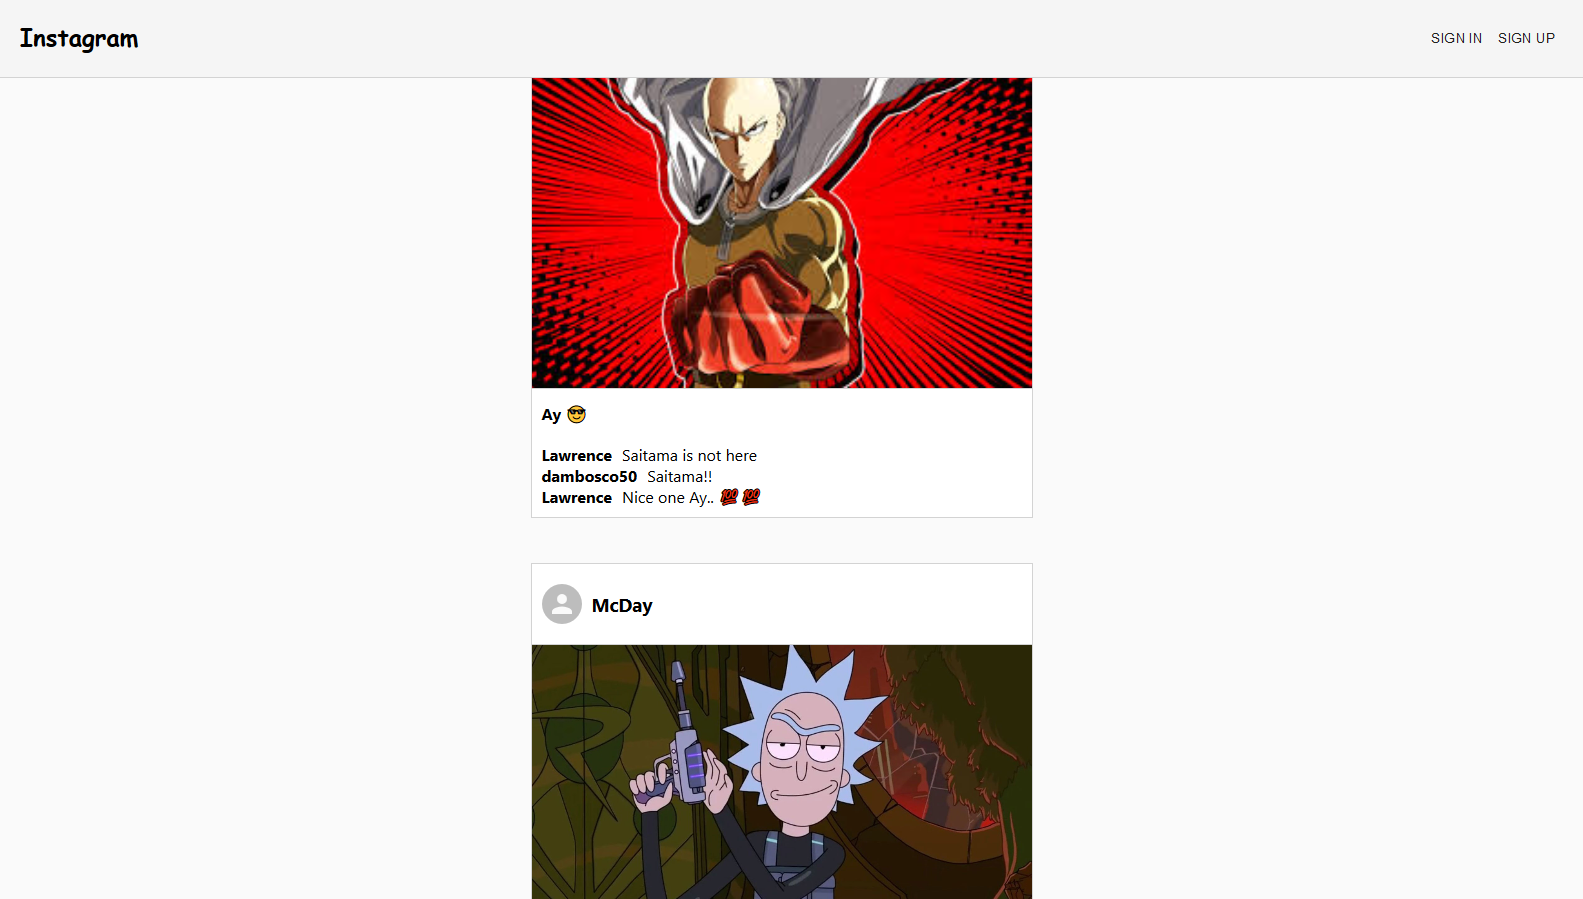 Instagram
SIGN IN SIGN UP
Ay 😎
Lawrence Saitama is not here
dambosco50 Saitama!!
Lawrence Nice one Ay.. 💯💯
McDay